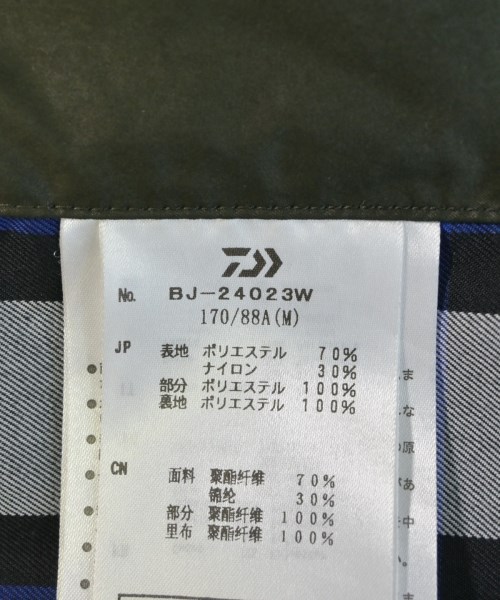 No. BJ-24023W
170/88A(M)
JP 表地 ポリエステル 70%
ナイロン 30%
部分 ポリエステル 100%
裏地 ポリエステル 100%
CN 面料 聚酯纤维 70%
锦纶 30%
部分 聚酯纤维 100%
里布 聚酯纤维 100%